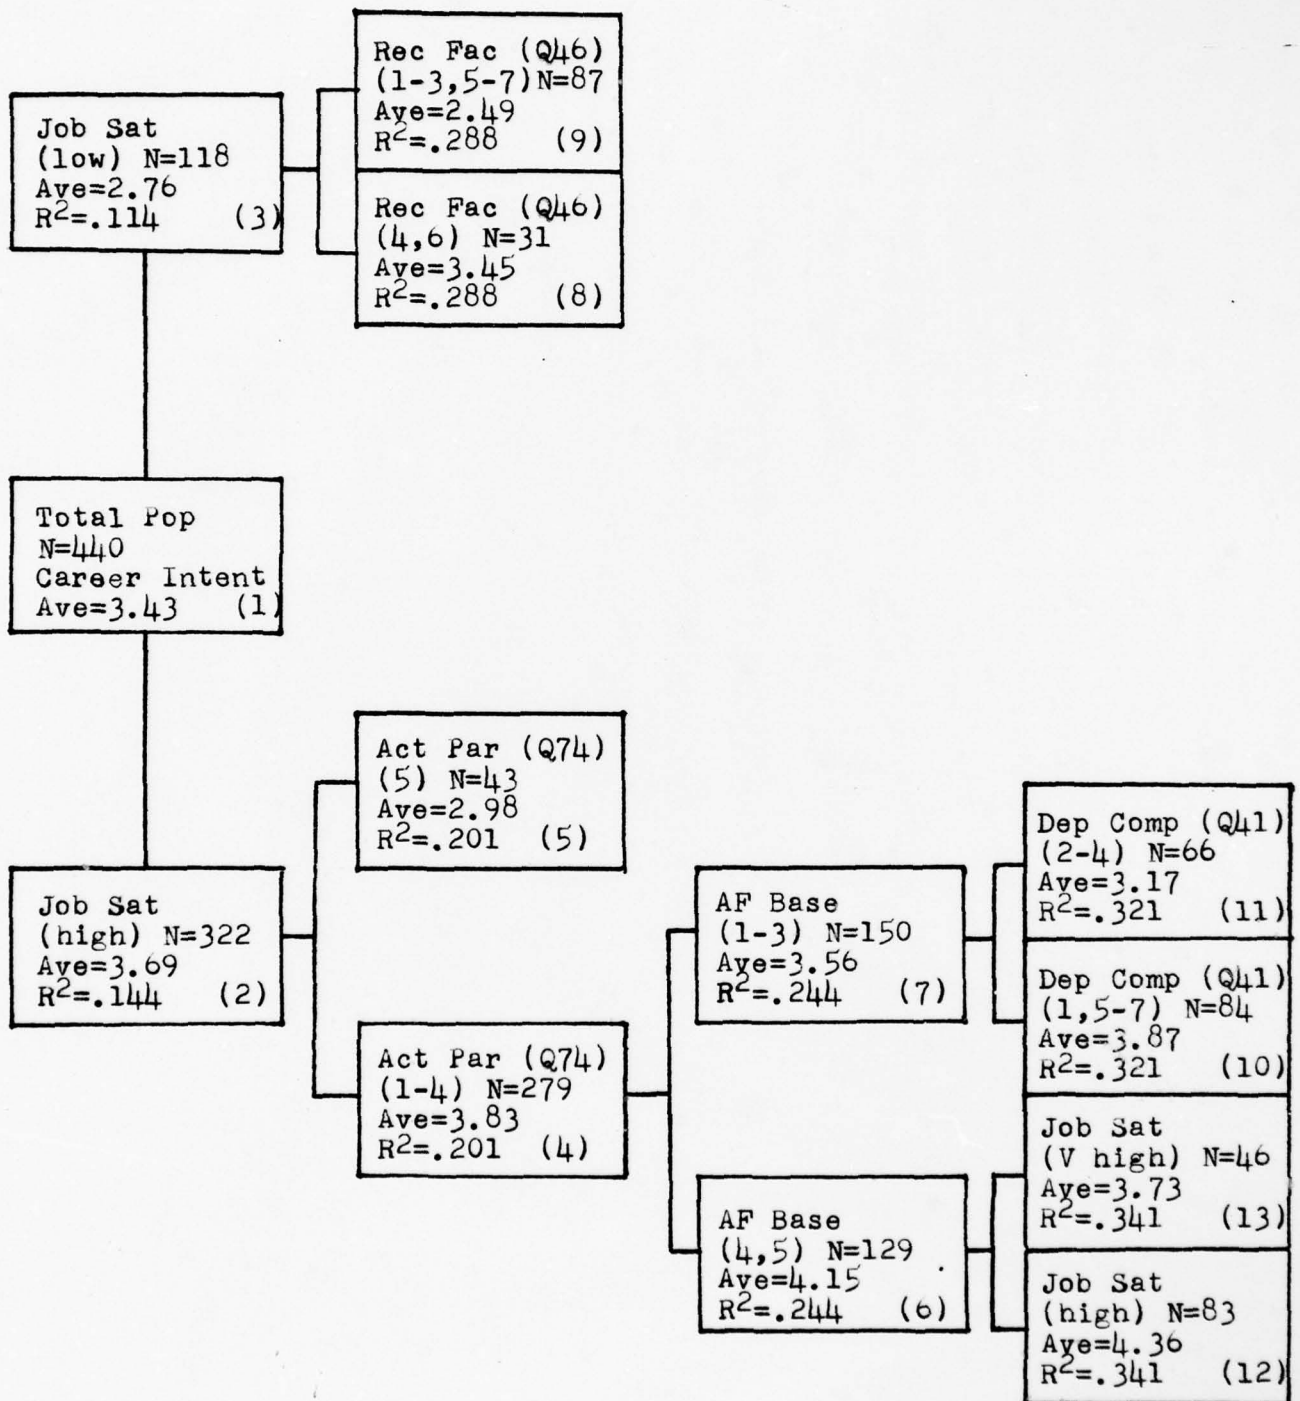 Rec Fac (Q46)
(1-3,5-7) N=87
Ave=2.49
R²=.288 (9)
Job Sat
(low) N=118
Ave=2.76
R²=.114 (3)
Rec Fac (Q46)
(4,6) N=31
Ave=3.45
R²=.288 (8)
Total Pop
N=440
Career Intent
Ave=3.43 (1)
Act Par (Q74)
(5) N=43
Ave=2.98
R²=.201 (5)
Job Sat
(high) N=322
Ave=3.69
R²=.144 (2)
Act Par (Q74)
(1-4) N=279
Ave=3.83
R²=.201 (4)
AF Base
(1-3) N=150
Ave=3.56
R²=.244 (7)
AF Base
(4,5) N=129
Ave=4.15
R²=.244 (6)
Dep Comp (Q41)
(2-4) N=66
Ave=3.17
R²=.321 (11)
Dep Comp (Q41)
(1,5-7) N=84
Ave=3.87
R²=.321 (10)
Job Sat
(V high) N=46
Ave=3.73
R²=.341 (13)
Job Sat
(high) N=83
Ave=4.36
R²=.341 (12)